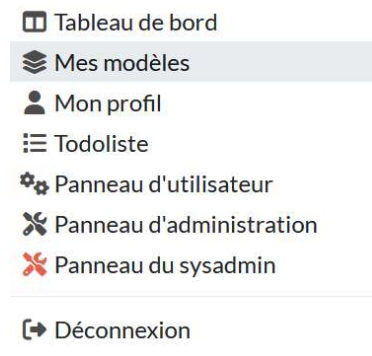 Tableau de bord
Mes modèles
Mon profil
Todoliste
Panneau d'utilisateur
Panneau d'administration
Panneau du sysadmin
Déconnexion